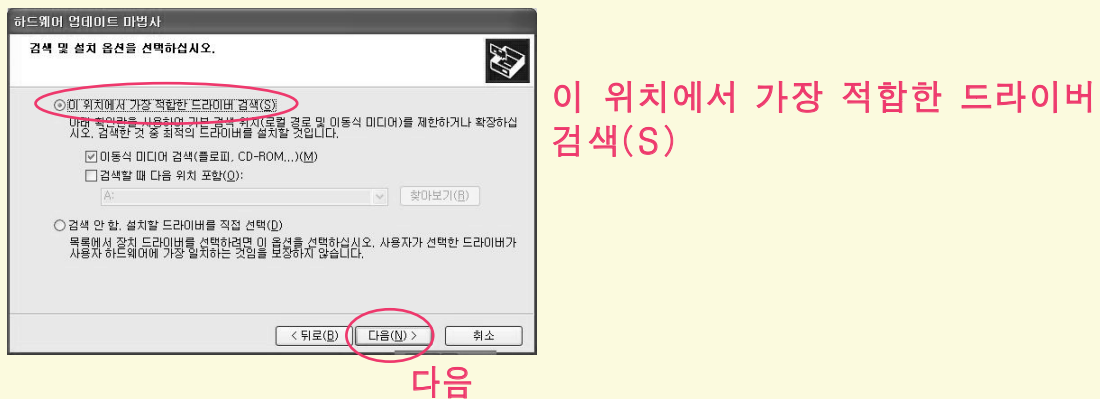 하드웨어 업데이트 마법사
검색 및 설치 옵션을 선택하십시오.
이 위치에서 가장 적합한 드라이버 검색(S)
아래 확인란을 사용하여 기본 검색 위치(로컬 경로 및 이동식 미디어)를 제한하거나 확장하십
시오. 검색한 것 중 최적의 드라이버를 설치할 것입니다.
이동식 미디어 검색(플로피, CD-ROM...)(M)
검색할 때 다음 위치 포함(O):
A:
찾아보기(R)
검색 안 함. 설치할 드라이버를 직접 선택(D)
목록에서 장치 드라이버를 선택하려면 이 옵션을 선택하십시오. 사용자가 선택한 드라이버가
사용자 하드웨어에 가장 일치하는 것임을 보장하지 않습니다.
< 뒤로(B)
다음(N) >
취소
이 위치에서 가장 적합한 드라이버
검색(S)
다음